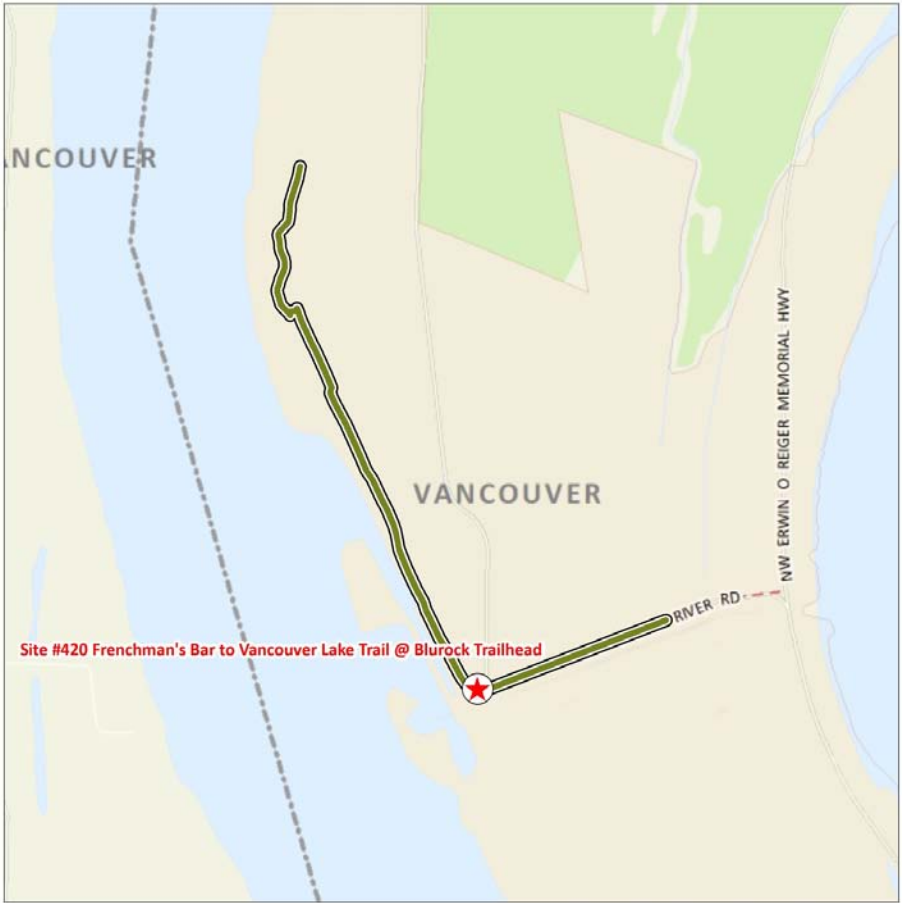 ANCOUVER
NW ERWIN O REIGER MEMORIAL HWY
VANCOUVER
RIVER RD
Site #420 Frenchman's Bar to Vancouver Lake Trail @ Blurock Trailhead